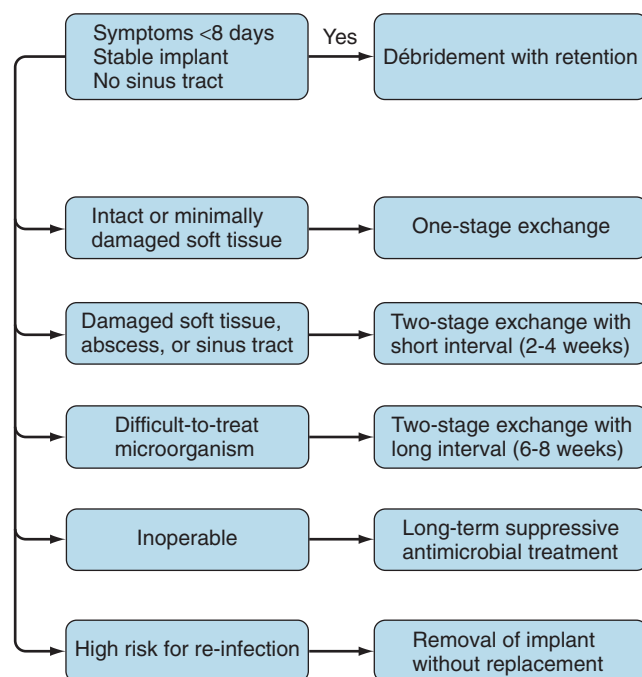 Symptoms <8 days
Stable implant
No sinus tract
Yes
Débridement with retention
Intact or minimally
damaged soft tissue
One-stage exchange
Damaged soft tissue,
abscess, or sinus tract
Two-stage exchange with
short interval (2-4 weeks)
Difficult-to-treat
microorganism
Two-stage exchange with
long interval (6-8 weeks)
Inoperable
Long-term suppressive
antimicrobial treatment
High risk for re-infection
Removal of implant
without replacement